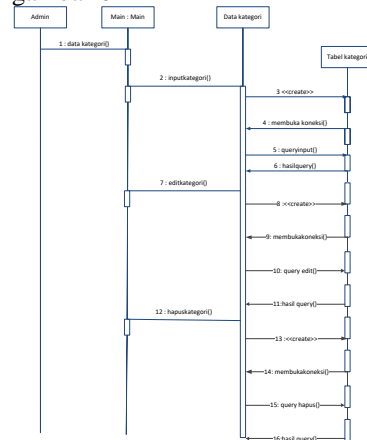 Admin
Main : Main
Data kategori
1 : data kategori()
Tabel kategori
2 : inputkategori()
3 <<create>>
4 : membuka koneksi()
5 : queryinput()
6 : hasilquery()
7 : editkategori()
8 :<<create>>
9: membukakoneksi()
10: query edit()
11:hasil query()
12 : hapuskategori()
13 :<<create>>
14: membukakoneksi()
15: query hapus()
16:hasil query()